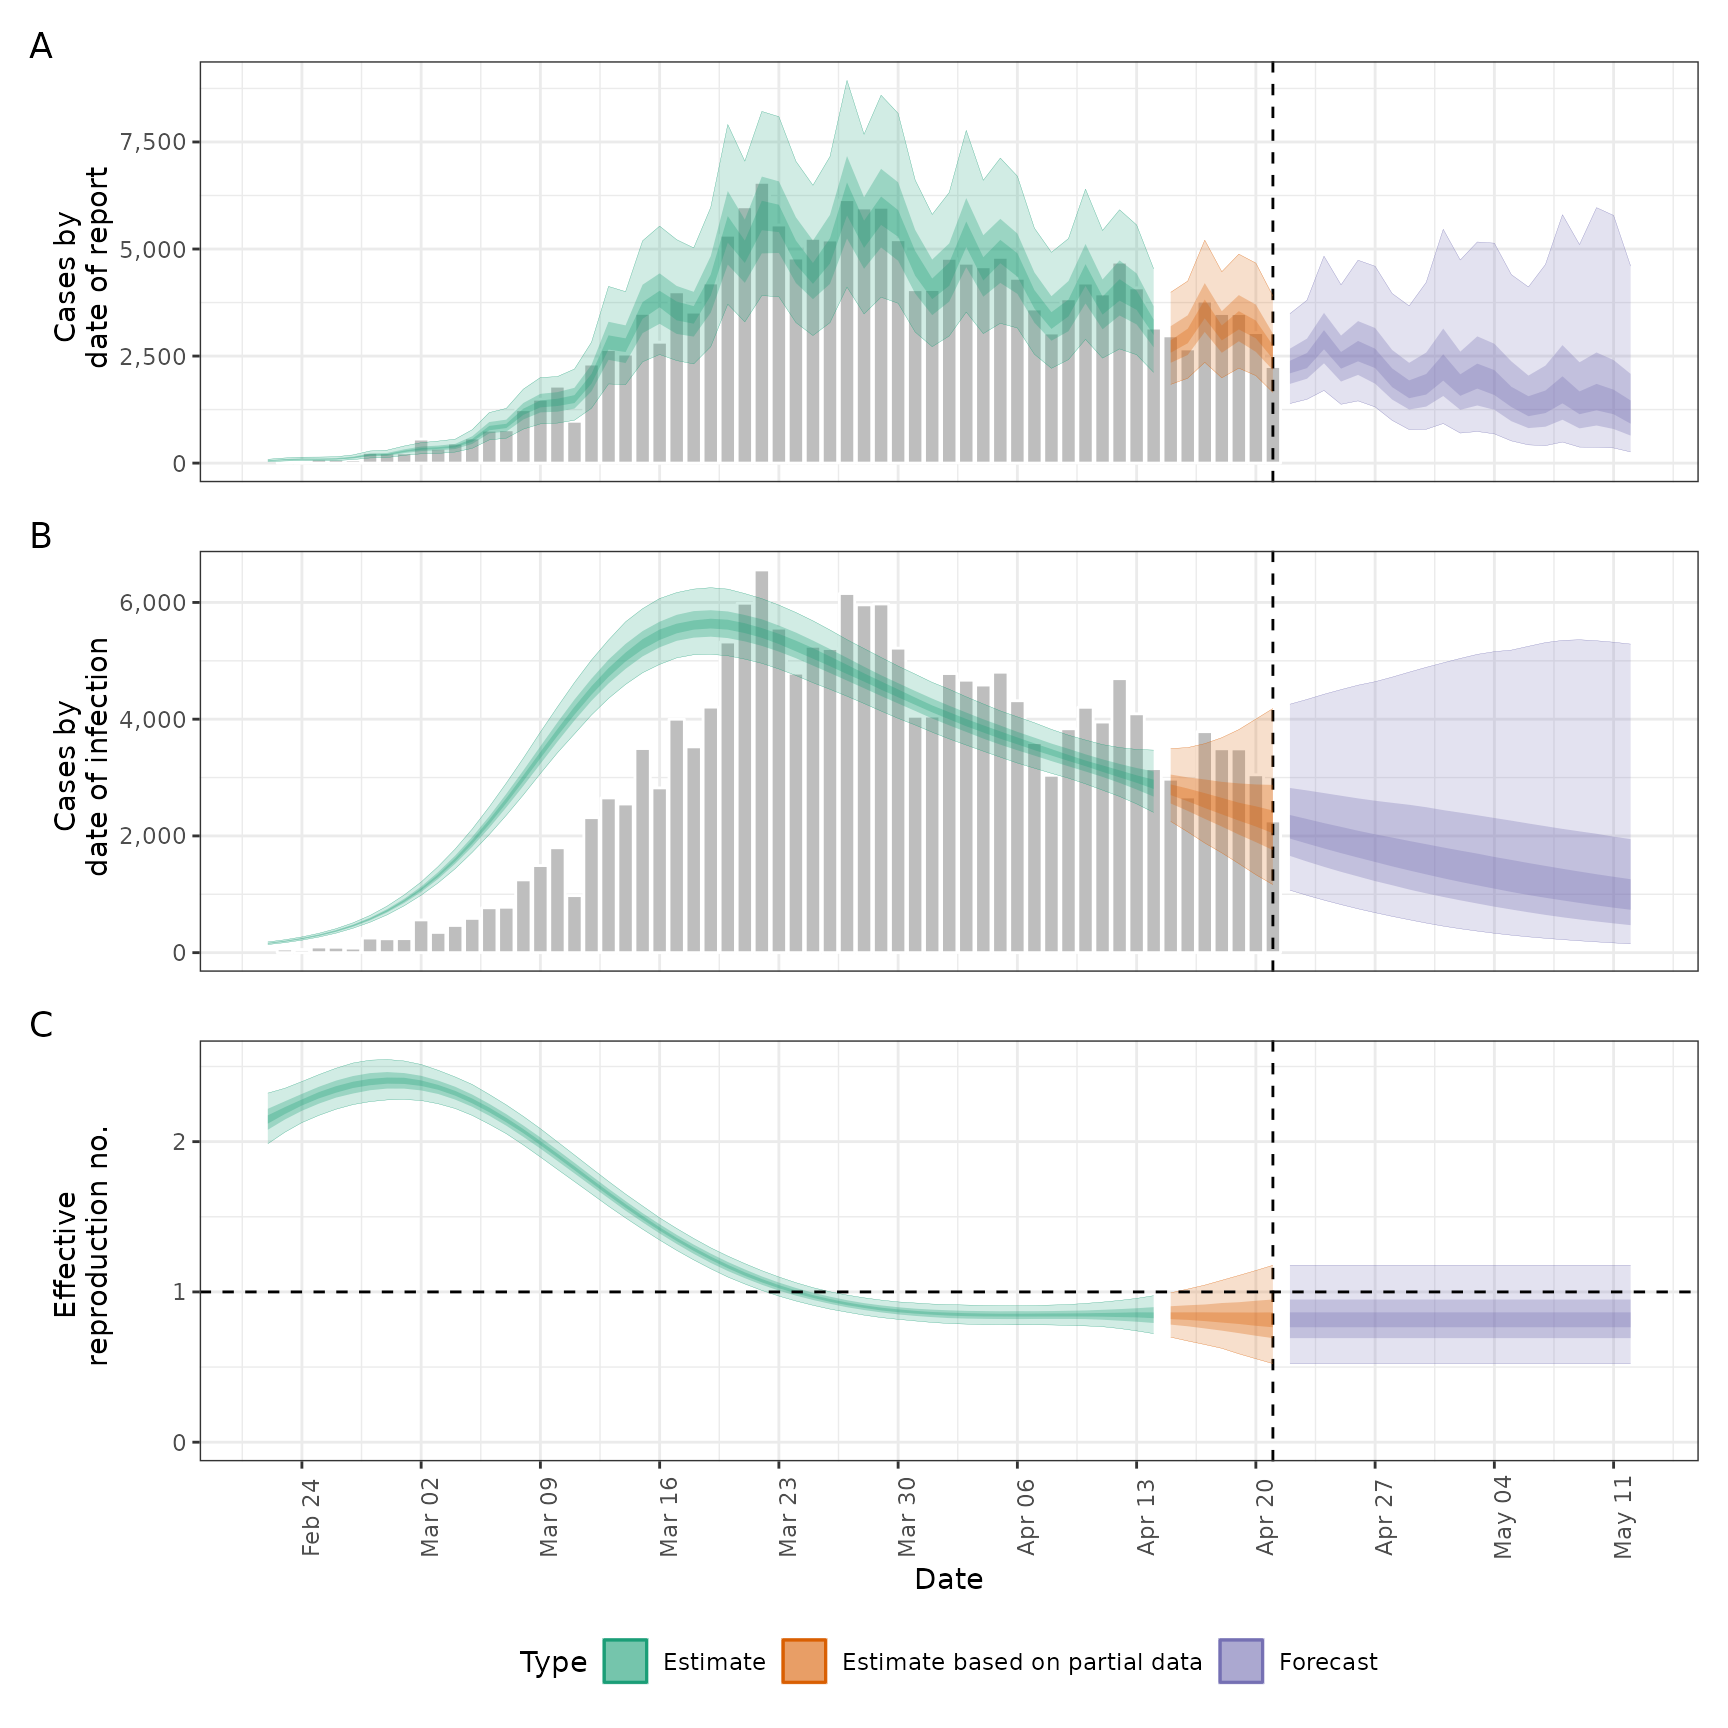 A
Cases by
date of report
7,500
5,000
2,500
0
B
Cases by
date of infection
6,000
4,000
2,000
0
C
Effective
reproduction no.
2
1
0
Feb 24
Mar 02
Mar 09
Mar 16
Mar 23
Mar 30
Apr 06
Apr 13
Apr 20
Apr 27
May 04
May 11
Date
Type Estimate Estimate based on partial data Forecast